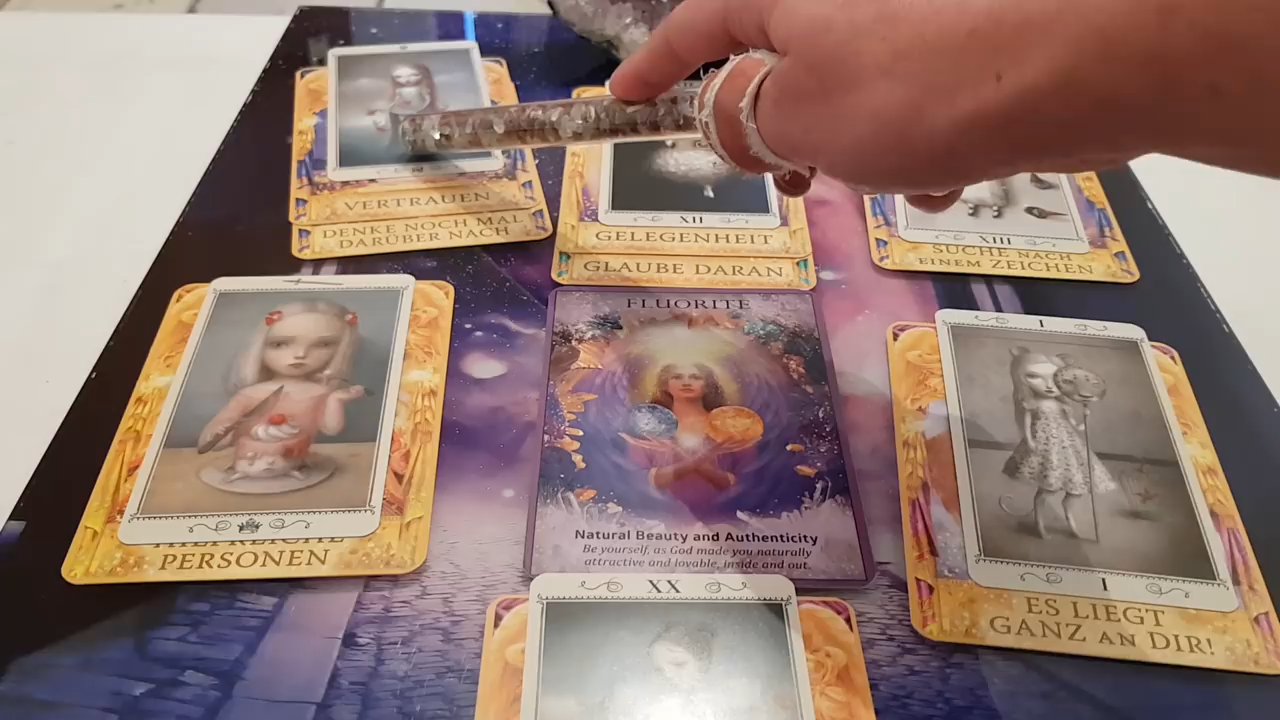 VERTRAUEN
DENKE NOCH MAL
DARÜBER NACH
XII
GELEGENHEIT
GLAUBE DARAN
XIII
SUCHE NACH
EINEM ZEICHEN
PERSONEN
FLUORITE
Natural Beauty and Authenticity
Be yourself, as God made you naturally
attractive and lovable, inside and out.
I
I
ES LIEGT
GANZ AN DIR!
XX